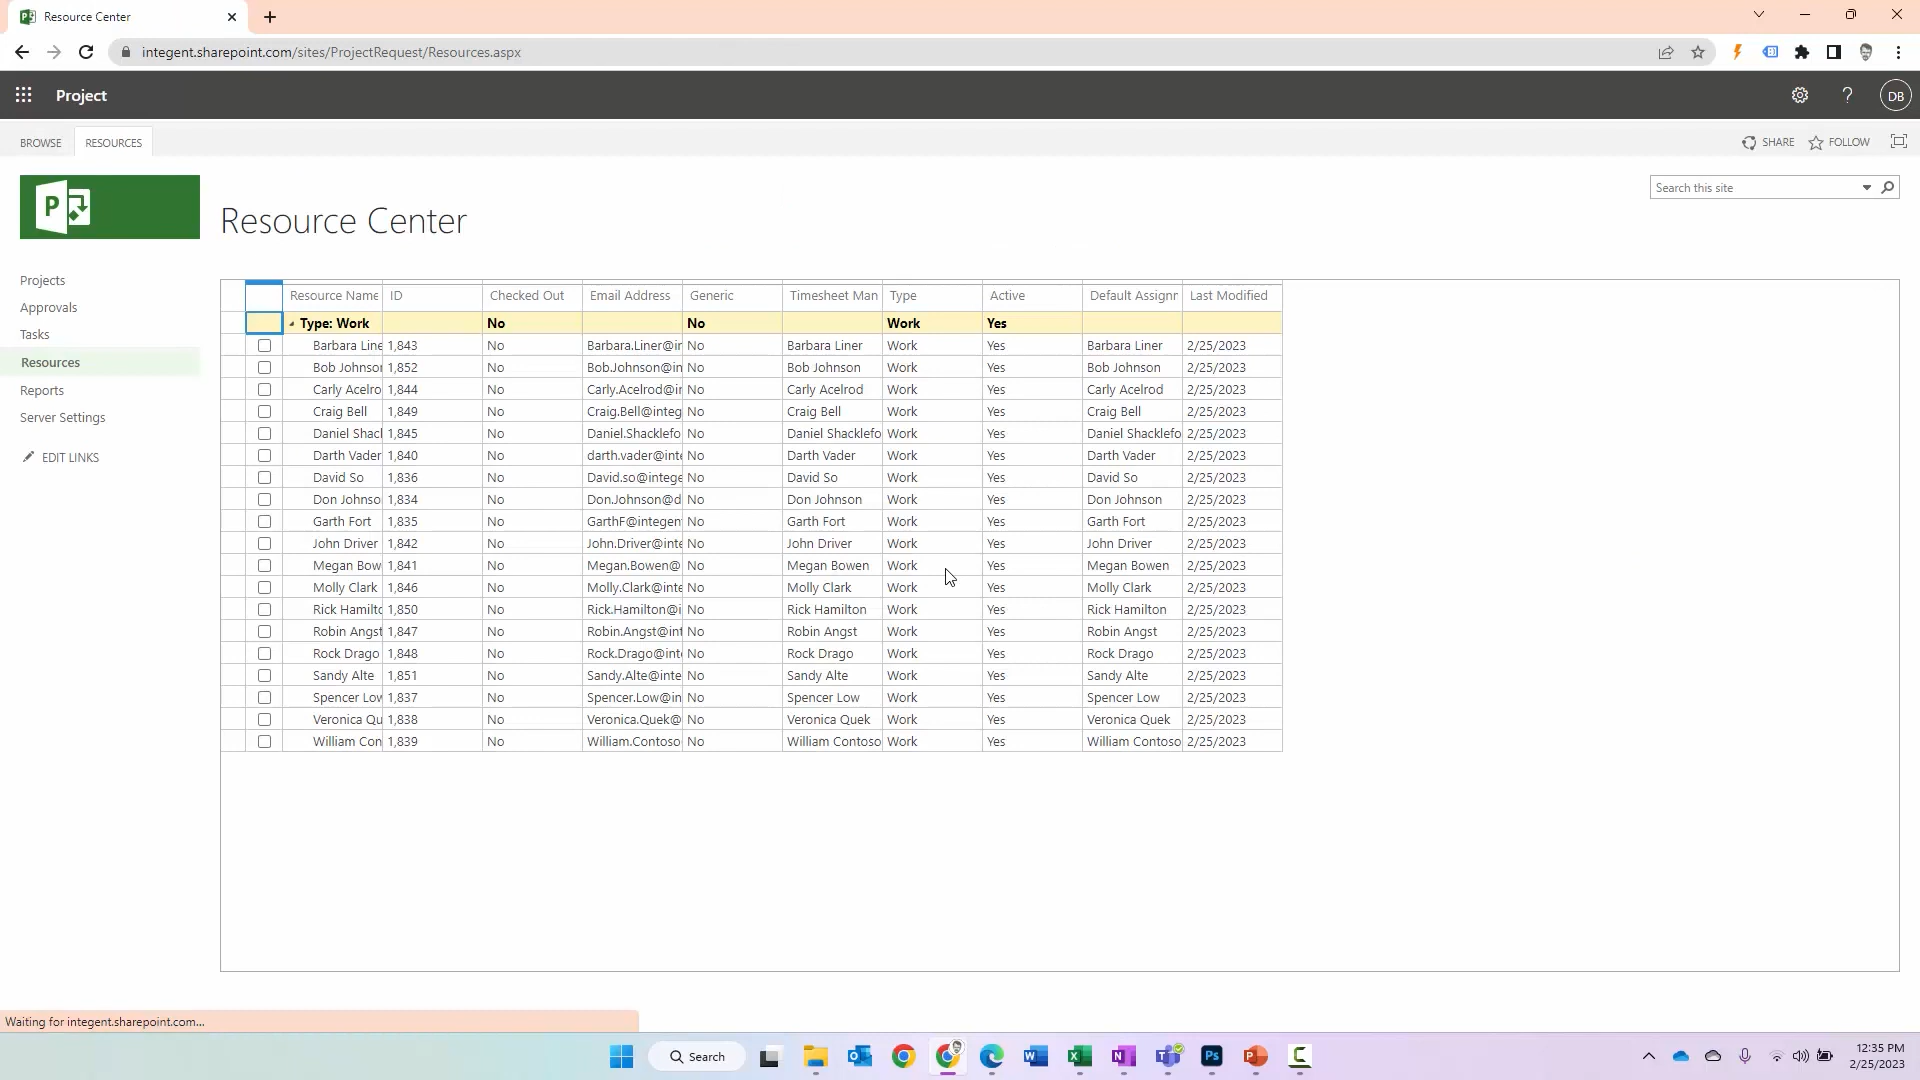 Resource Center
integent.sharepoint.com/sites/ProjectRequest/Resources.aspx
Project
DB
BROWSE RESOURCES
SHARE FOLLOW
P
Search this site
Resource Center
Projects
Approvals
Tasks
Resources
Reports
Server Settings
EDIT LINKS
Resource Name ID Checked Out Email Address Generic Timesheet Man Type Active Default Assignr Last Modified
Type: Work No No Work Yes
Barbara Line 1,843 No Barbara.Liner@ir No Barbara Liner Work Yes Barbara Liner 2/25/2023
Bob Johnsor 1,852 No Bob.Johnson@in No Bob Johnson Work Yes Bob Johnson 2/25/2023
Carly Acelro 1,844 No Carly.Acelrod@ir No Carly Acelrod Work Yes Carly Acelrod 2/25/2023
Craig Bell 1,849 No Craig.Bell@integ No Craig Bell Work Yes Craig Bell 2/25/2023
Daniel Shacl 1,845 No Daniel.Shacklefo No Daniel Shacklefo Work Yes Daniel Shacklefo 2/25/2023
Darth Vader 1,840 No darth.vader@inte No Darth Vader Work Yes Darth Vader 2/25/2023
David So 1,836 No David.so@intege No David So Work Yes David So 2/25/2023
Don Johnso 1,834 No Don.Johnson@d No Don Johnson Work Yes Don Johnson 2/25/2023
Garth Fort 1,835 No GarthF@integen No Garth Fort Work Yes Garth Fort 2/25/2023
John Driver 1,842 No John.Driver@inte No John Driver Work Yes John Driver 2/25/2023
Megan Bow 1,841 No Megan.Bowen@ No Megan Bowen Work Yes Megan Bowen 2/25/2023
Molly Clark 1,846 No Molly.Clark@inte No Molly Clark Work Yes Molly Clark 2/25/2023
Rick Hamiltc 1,850 No Rick.Hamilton@i No Rick Hamilton Work Yes Rick Hamilton 2/25/2023
Robin Angst 1,847 No Robin.Angst@int No Robin Angst Work Yes Robin Angst 2/25/2023
Rock Drago 1,848 No Rock.Drago@int No Rock Drago Work Yes Rock Drago 2/25/2023
Sandy Alte 1,851 No Sandy.Alte@inte No Sandy Alte Work Yes Sandy Alte 2/25/2023
Spencer Lov 1,837 No Spencer.Low@in No Spencer Low Work Yes Spencer Low 2/25/2023
Veronica Qu 1,838 No Veronica.Quek@ No Veronica Quek Work Yes Veronica Quek 2/25/2023
William Con 1,839 No William.Contoso No William Contoso Work Yes William Contoso 2/25/2023
Waiting for integent.sharepoint.com...
Search
12:35 PM
2/25/2023